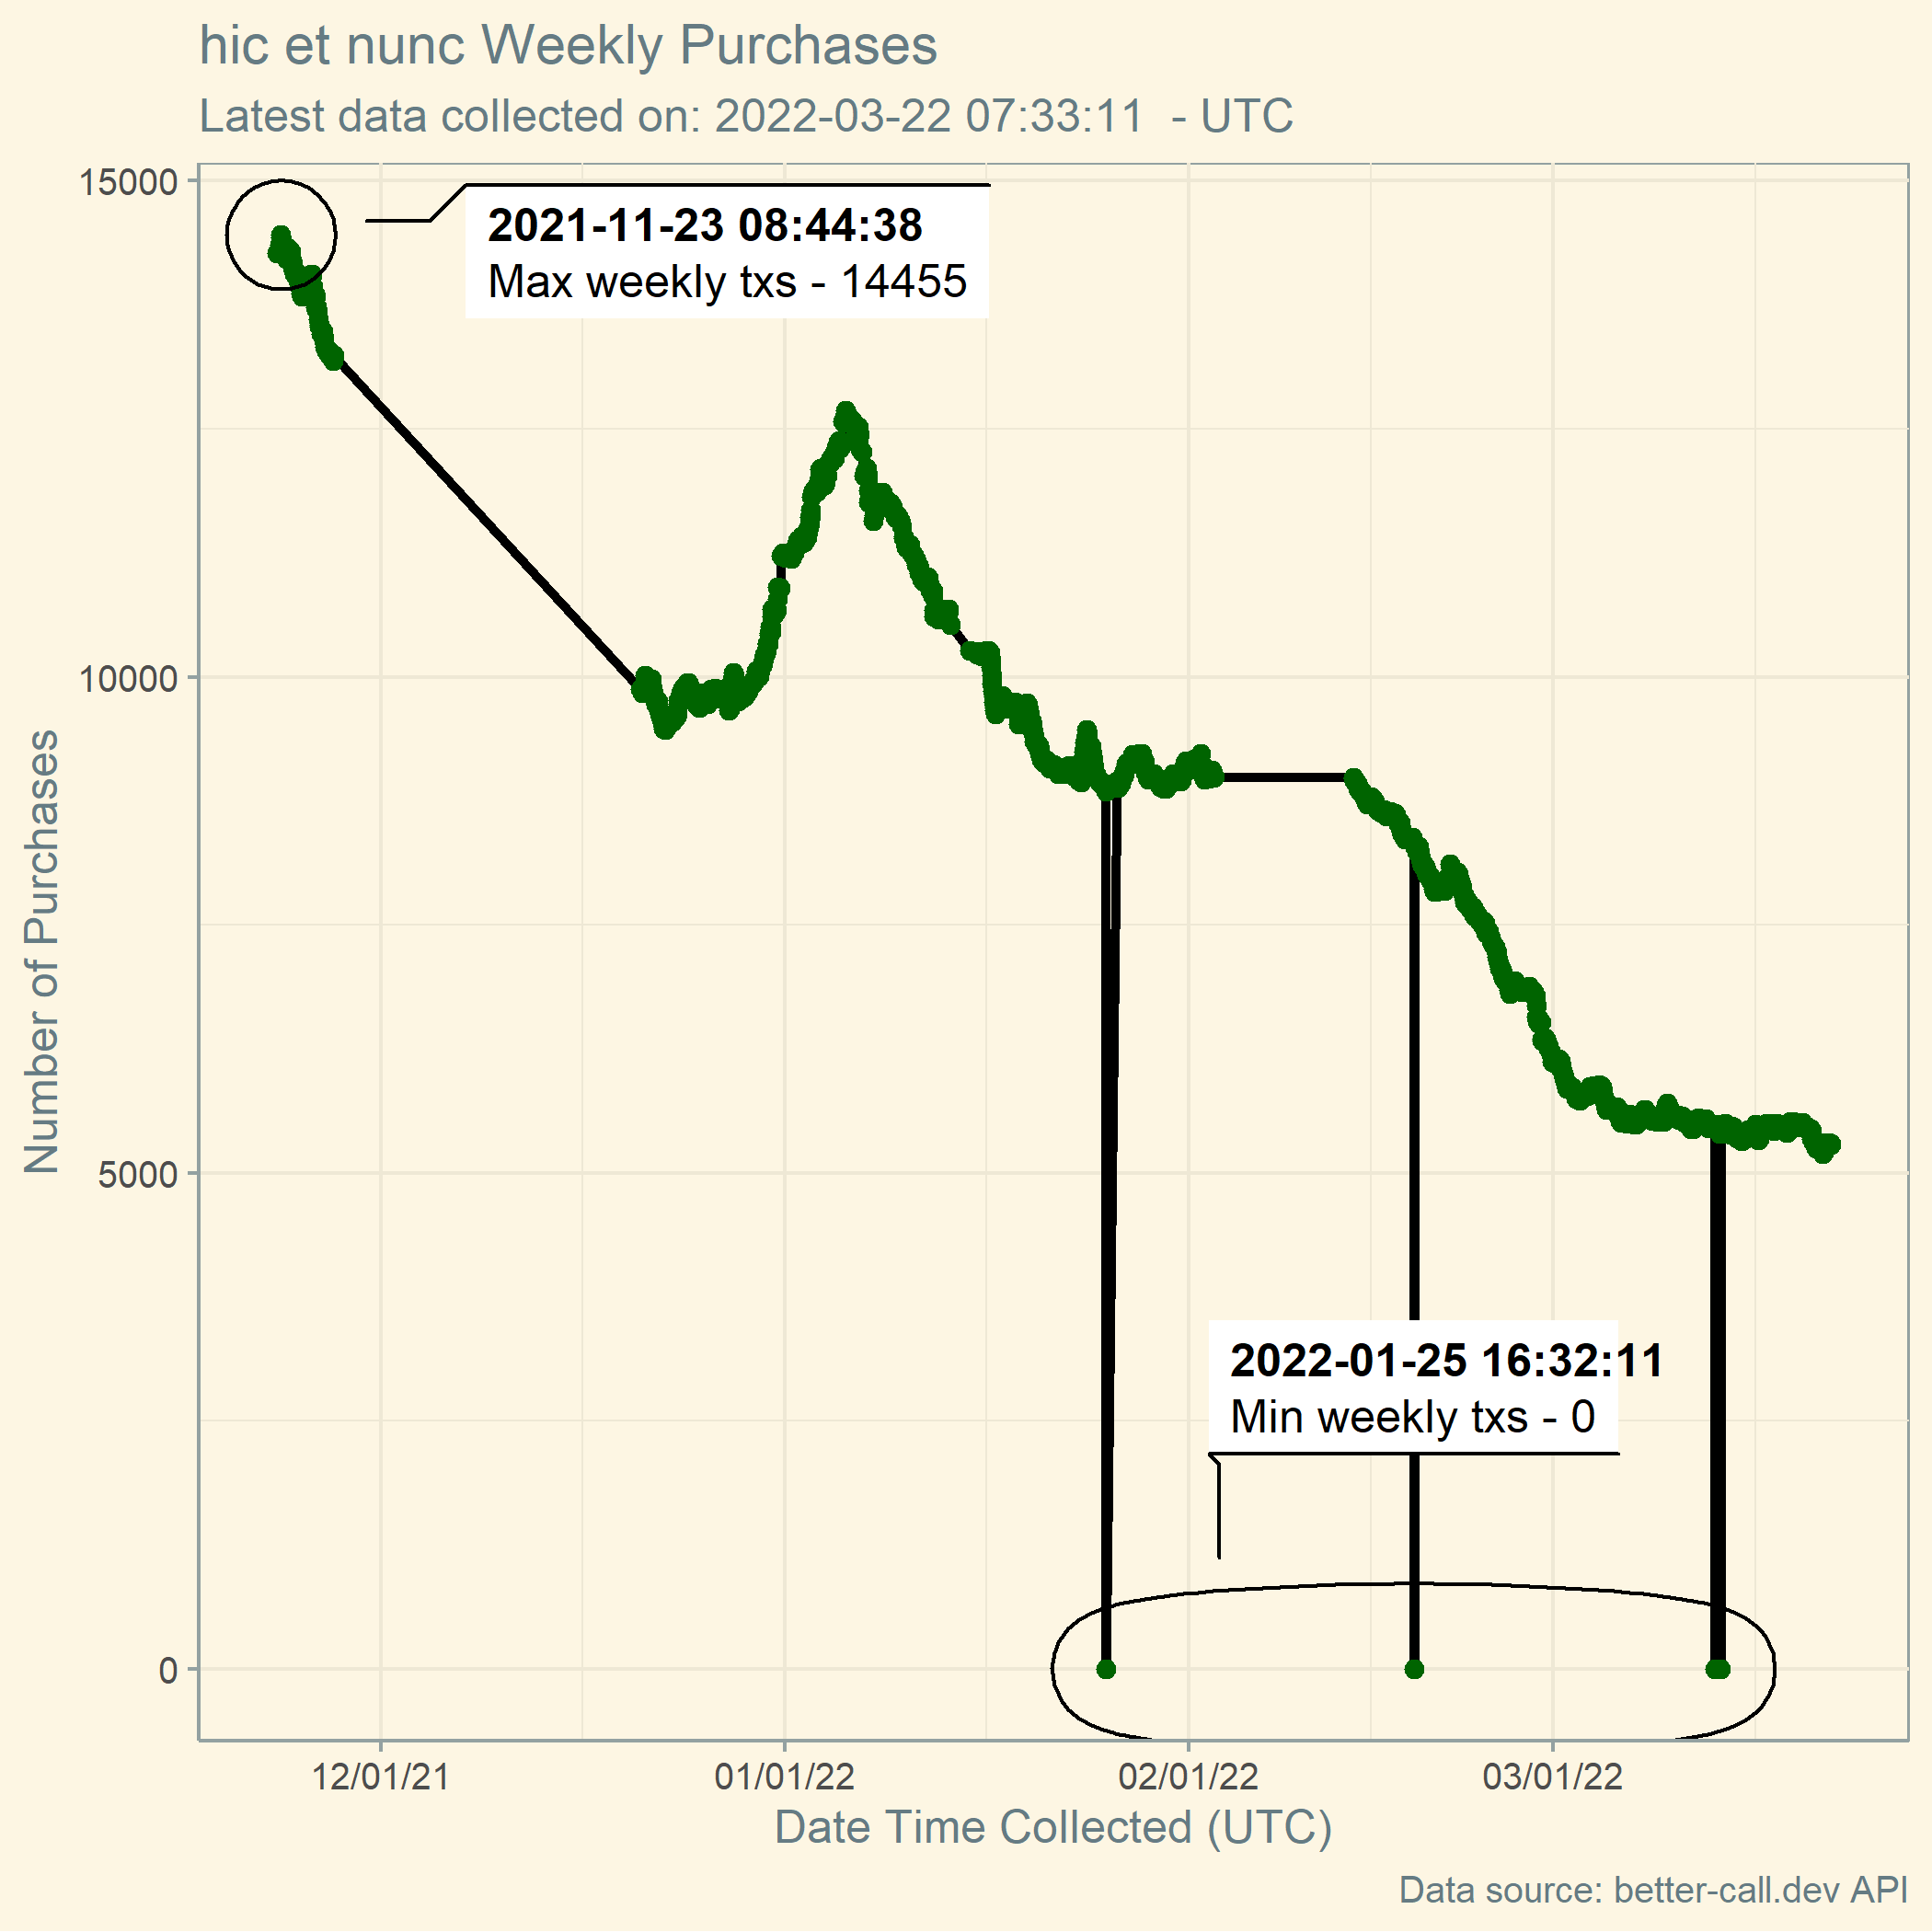 hic et nunc Weekly Purchases
Latest data collected on: 2022-03-22 07:33:11  - UTC
15000
2021-11-23 08:44:38
Max weekly txs - 14455
10000
Number of Purchases
5000
2022-01-25 16:32:11
Min weekly txs - 0
0
12/01/21 01/01/22 02/01/22 03/01/22
Date Time Collected (UTC)
Data source: better-call.dev API